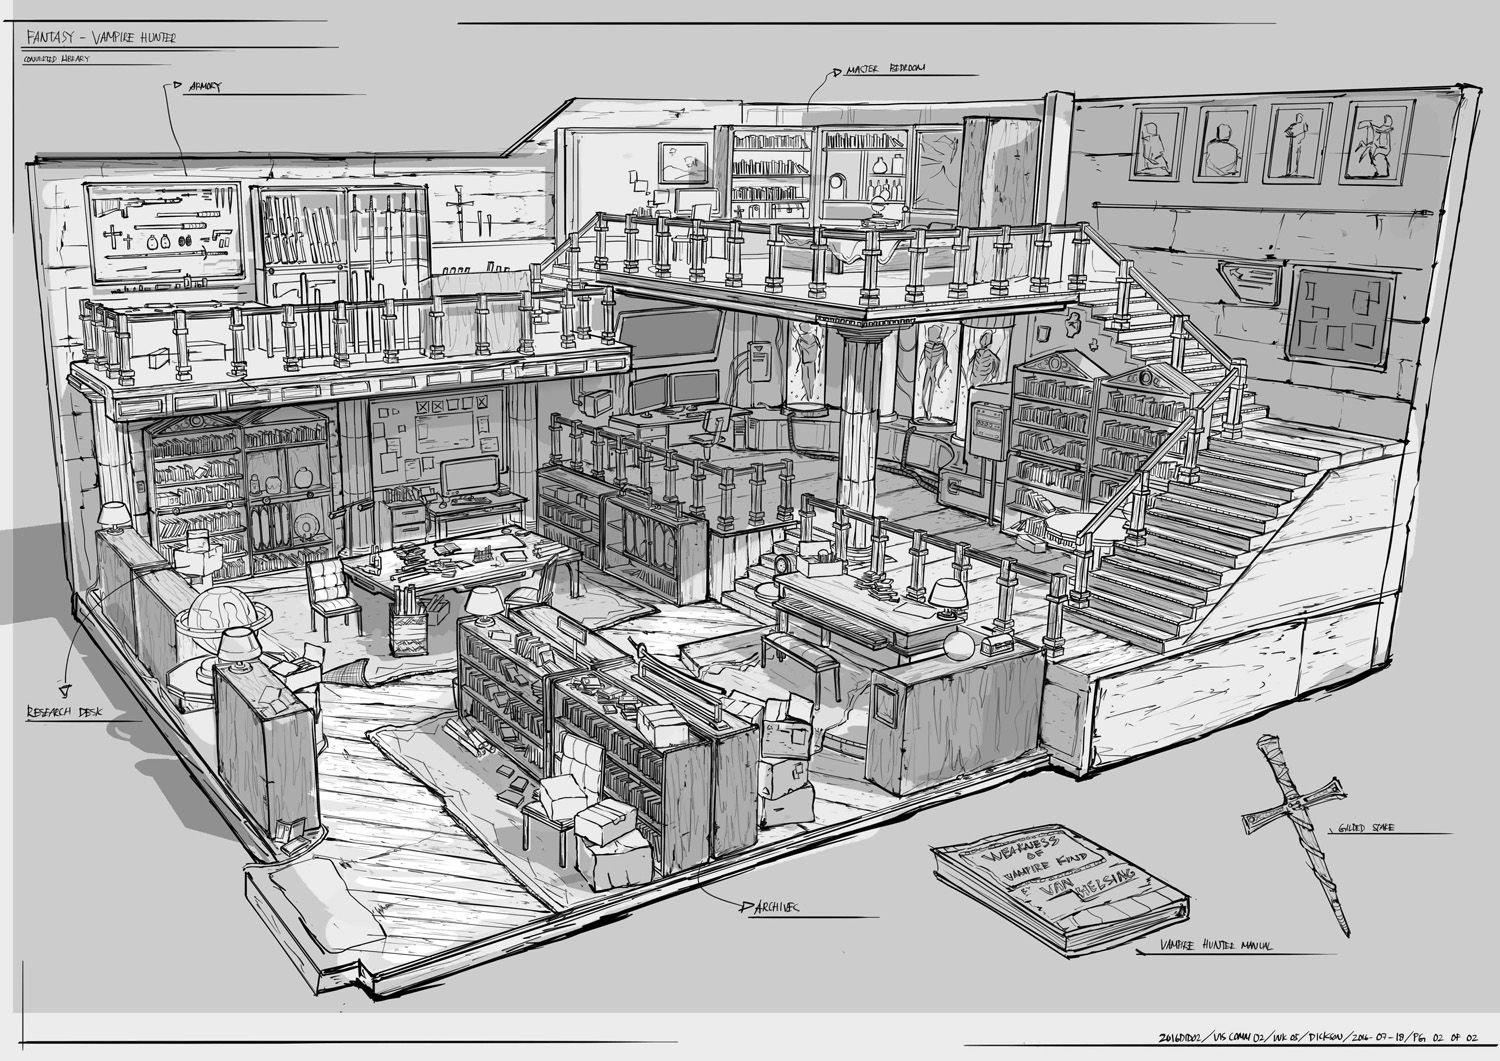 FANTASY - VAMPIRE HUNTER
CONVERTED LIBRARY
ARMORY
MASTER BEDROOM
RESEARCH DESK
ARCHIVES
GILDED STAKE
WEAKNESS
OF
VAMPIRE KIND
BY VAN HELSING
VAMPIRE HUNTER MANUAL
2016DID02/VIS COMM 02/WK 05/DICKSON/2016-07-18/PG 02 OF 02